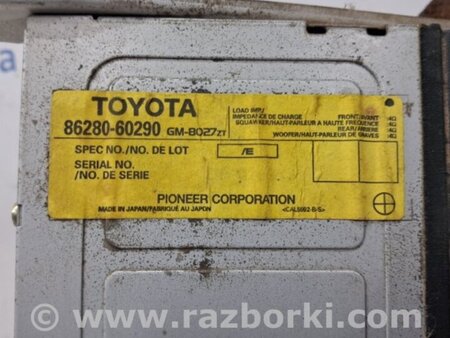 TOYOTA
86280-60290 GM-8027ZT
SPEC NO./NO. DE LOT /E
SERIAL NO.
/NO. DE SERIE
LOAD IMP./
IMPEDANCE DE CHARGE FRONT/AVANT 4Ω
SQUAWKER/HAUT-PARLEUR A HAUTE FREQUENCE 4Ω
REAR/ARRIERE 4Ω
WOOFER/HAUT-PARLEUR DE GRAVES 4Ω
PIONEER CORPORATION
MADE IN JAPAN/FABRIQUÉ AU JAPON
www.razborki.com